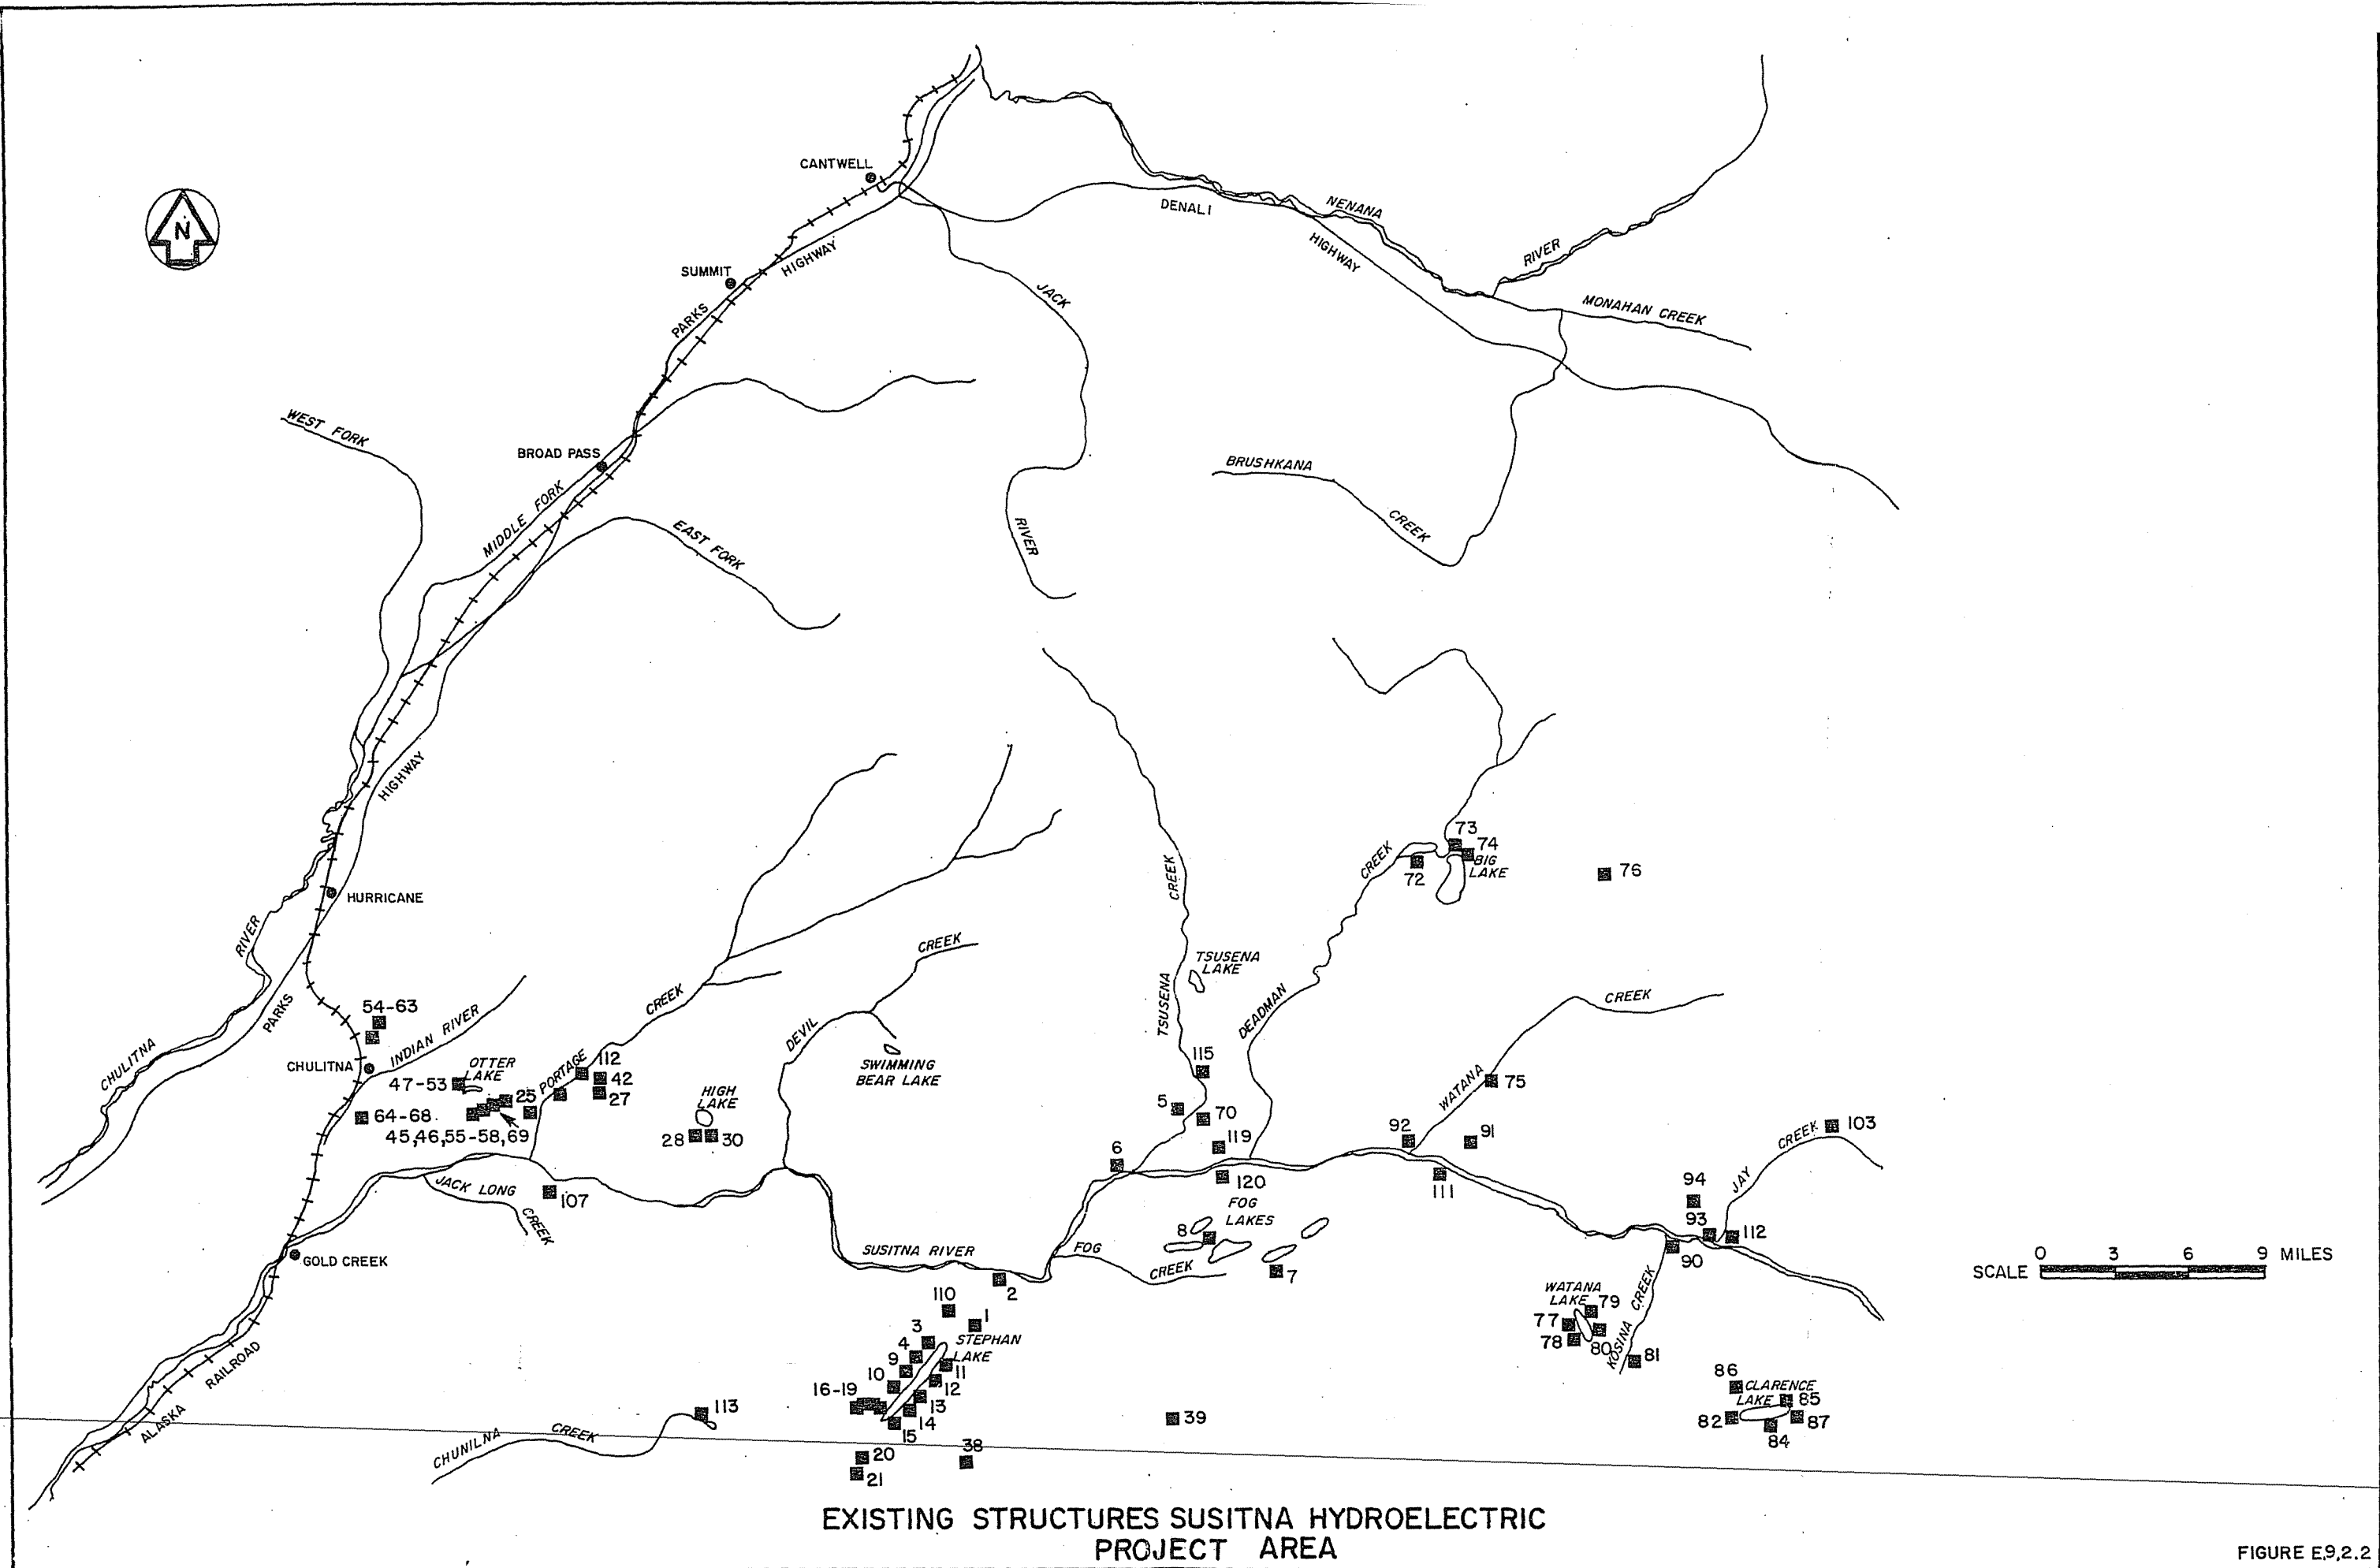 CANTWELL
N
DENALI
NENANA
HIGHWAY
RIVER
SUMMIT
HIGHWAY
JACK
PARKS
MONAHAN CREEK
WEST FORK
BROAD PASS
BRUSHKANA
MIDDLE FORK
CREEK
EAST FORK
RIVER
HIGHWAY
73
74
CREEK
BIG
LAKE
72
76
CREEK
HURRICANE
RIVER
CREEK
TSUSENA
LAKE
TSUSENA
DEADMAN
CREEK
CREEK
PARKS
54-63
INDIAN RIVER
DEVIL
CHULITNA
CHULITNA
OTTER
LAKE
47-53
PORTAGE
112
42
27
25
SWIMMING
BEAR LAKE
115
WATANA
75
HIGH
LAKE
64-68
45,46,55-58,69
28
30
5
70
119
6
120
92
91
111
CREEK
103
JAY
94
93
112
90
JACK LONG
CREEK
107
FOG
LAKES
8
7
SUSITNA RIVER
FOG
CREEK
GOLD CREEK
0 3 6 9 MILES
SCALE
2
110
1
3
STEPHAN
LAKE
4
9
10
11
12
13
14
15
16-19
WATANA
LAKE
79
77
78
80
KOSINA CREEK
81
86
CLARENCE
LAKE
85
82
87
84
RAILROAD
ALASKA
113
CHUNILNA
CREEK
39
38
20
21
EXISTING STRUCTURES SUSITNA HYDROELECTRIC
PROJECT AREA
FIGURE E.9,2.2